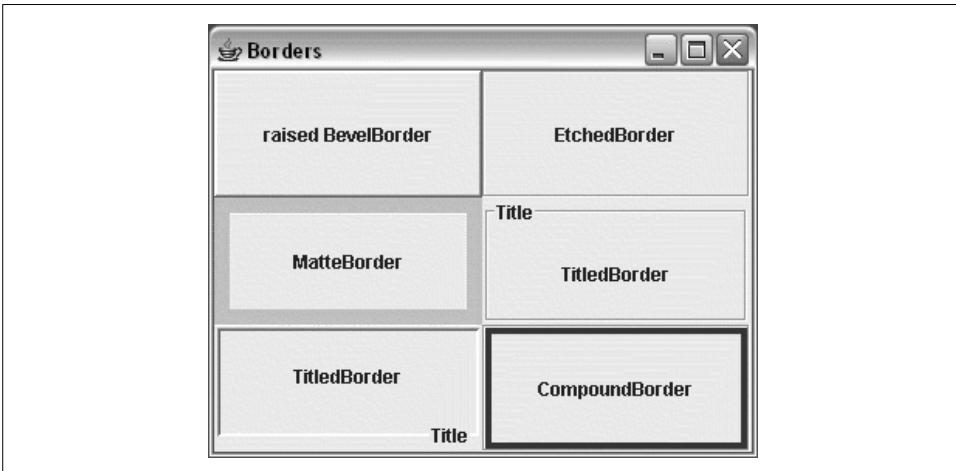 Borders
raised BevelBorder
EtchedBorder
MatteBorder
Title
TitledBorder
TitledBorder
Title
CompoundBorder